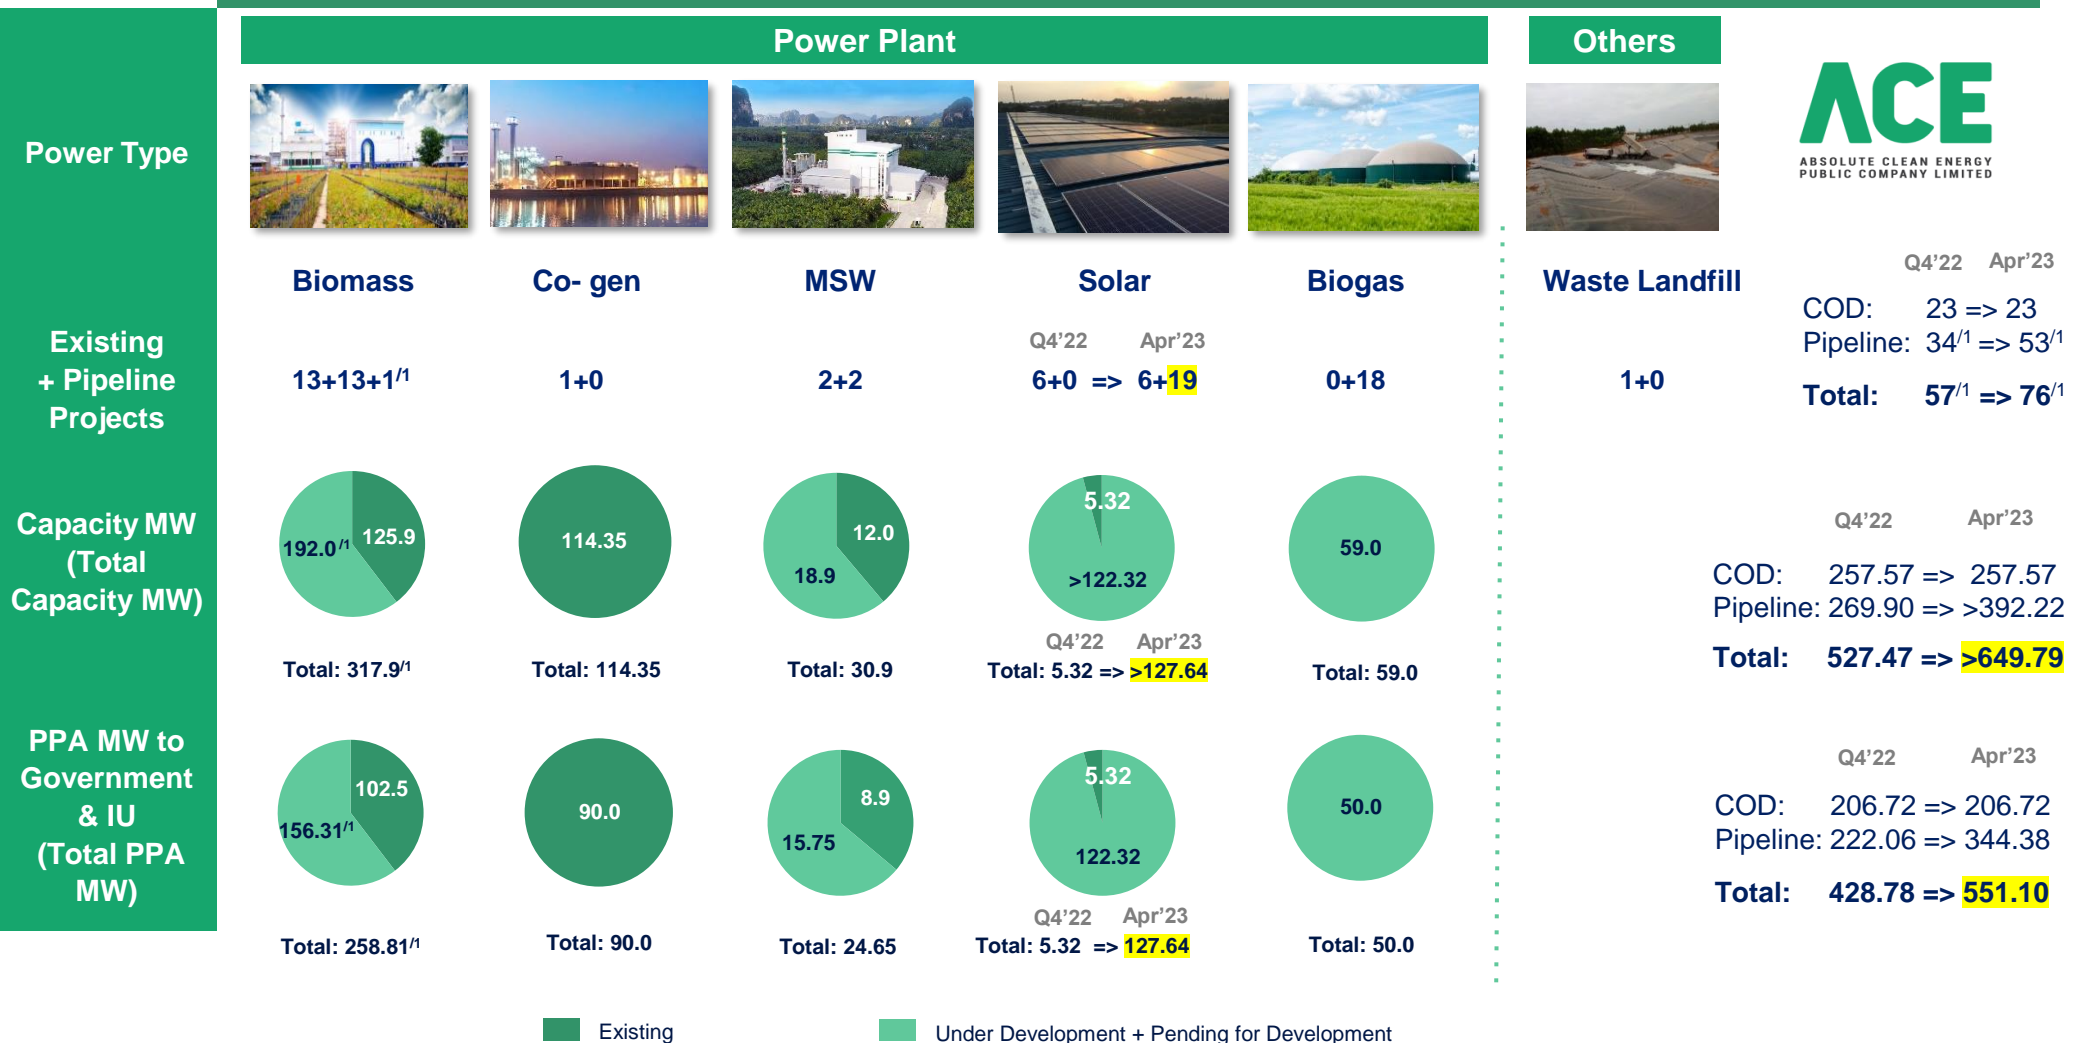 Power Plant
Others
Power Type
ACE
ABSOLUTE CLEAN ENERGY
PUBLIC COMPANY LIMITED
Biomass
Co- gen
MSW
Solar
Biogas
Waste Landfill
Existing
+ Pipeline
Projects
13+13+1/1
1+0
2+2
Q4'22 Apr'23
6+0 => 6+19
0+18
1+0
Q4'22 Apr'23
COD: 23 => 23
Pipeline: 34/1 => 53/1
Total: 57/1 => 76/1
Capacity MW
(Total
Capacity MW)
192.0/1 125.9
Total: 317.9/1
114.35
Total: 114.35
12.0
18.9
Total: 30.9
5.32
>122.32
Q4'22 Apr'23
Total: 5.32 => >127.64
59.0
Total: 59.0
Q4'22 Apr'23
COD: 257.57 => 257.57
Pipeline: 269.90 => >392.22
Total: 527.47 => >649.79
PPA MW to
Government
& IU
(Total PPA
MW)
102.5
156.31/1
Total: 258.81/1
90.0
Total: 90.0
8.9
15.75
Total: 24.65
5.32
122.32
Q4'22 Apr'23
Total: 5.32 => 127.64
50.0
Total: 50.0
Q4'22 Apr'23
COD: 206.72 => 206.72
Pipeline: 222.06 => 344.38
Total: 428.78 => 551.10
Existing
Under Development + Pending for Development